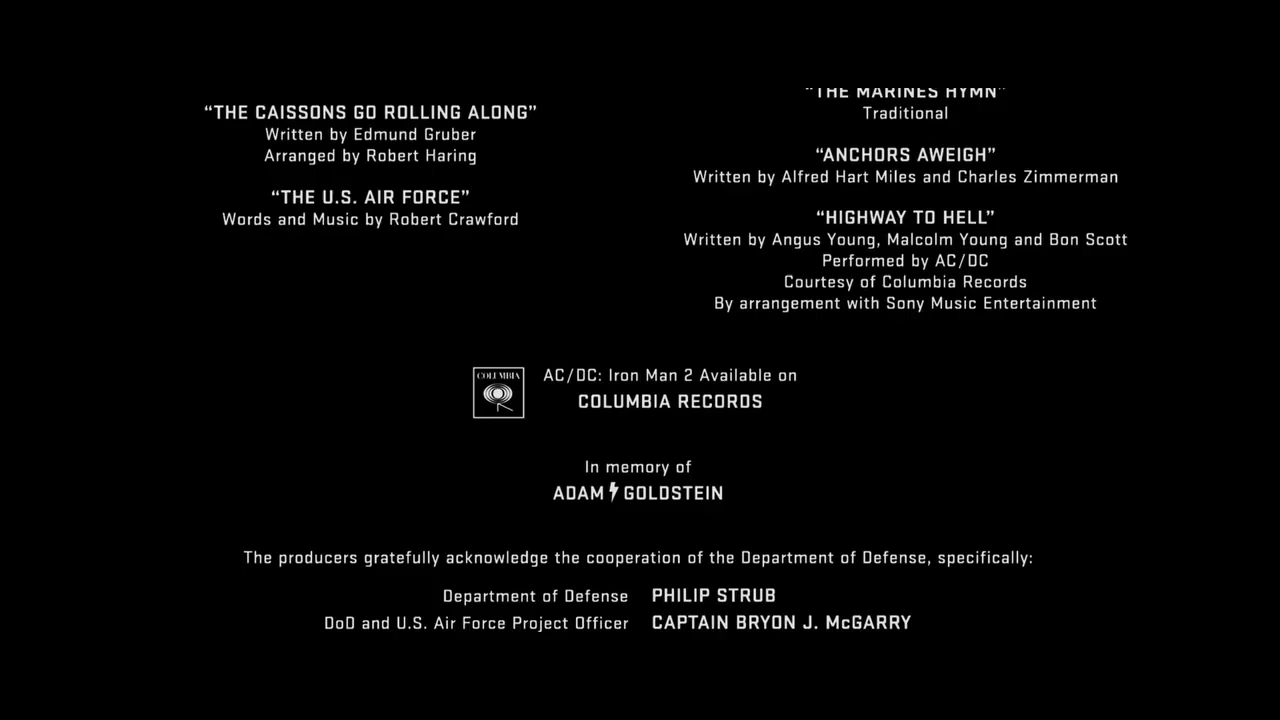 “THE CAISSONS GO ROLLING ALONG”
Written by Edmund Gruber
Arranged by Robert Haring
“THE U.S. AIR FORCE”
Words and Music by Robert Crawford
“THE MARINES HYMN”
Traditional
“ANCHORS AWEIGH”
Written by Alfred Hart Miles and Charles Zimmerman
“HIGHWAY TO HELL”
Written by Angus Young, Malcolm Young and Bon Scott
Performed by AC/DC
Courtesy of Columbia Records
By arrangement with Sony Music Entertainment
COLUMBIA
AC/DC: Iron Man 2 Available on
COLUMBIA RECORDS
In memory of
ADAM GOLDSTEIN
The producers gratefully acknowledge the cooperation of the Department of Defense, specifically:
Department of Defense PHILIP STRUB
DoD and U.S. Air Force Project Officer CAPTAIN BRYON J. McGARRY